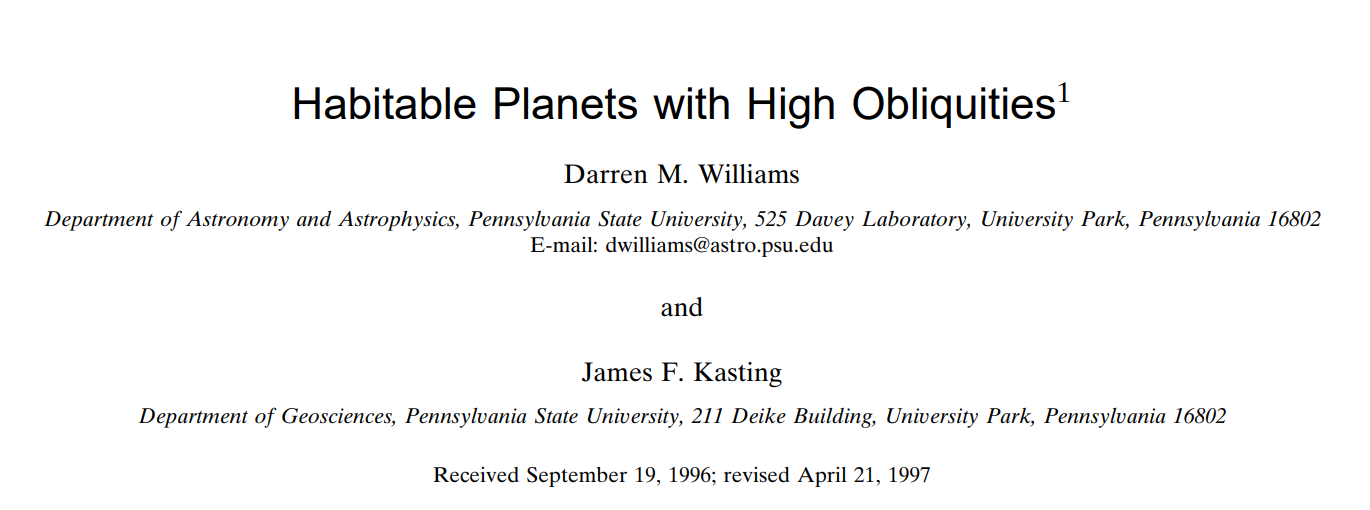 Habitable Planets with High Obliquities¹
Darren M. Williams
Department of Astronomy and Astrophysics, Pennsylvania State University, 525 Davey Laboratory, University Park, Pennsylvania 16802
E-mail: dwilliams@astro.psu.edu
and
James F. Kasting
Department of Geosciences, Pennsylvania State University, 211 Deike Building, University Park, Pennsylvania 16802
Received September 19, 1996; revised April 21, 1997